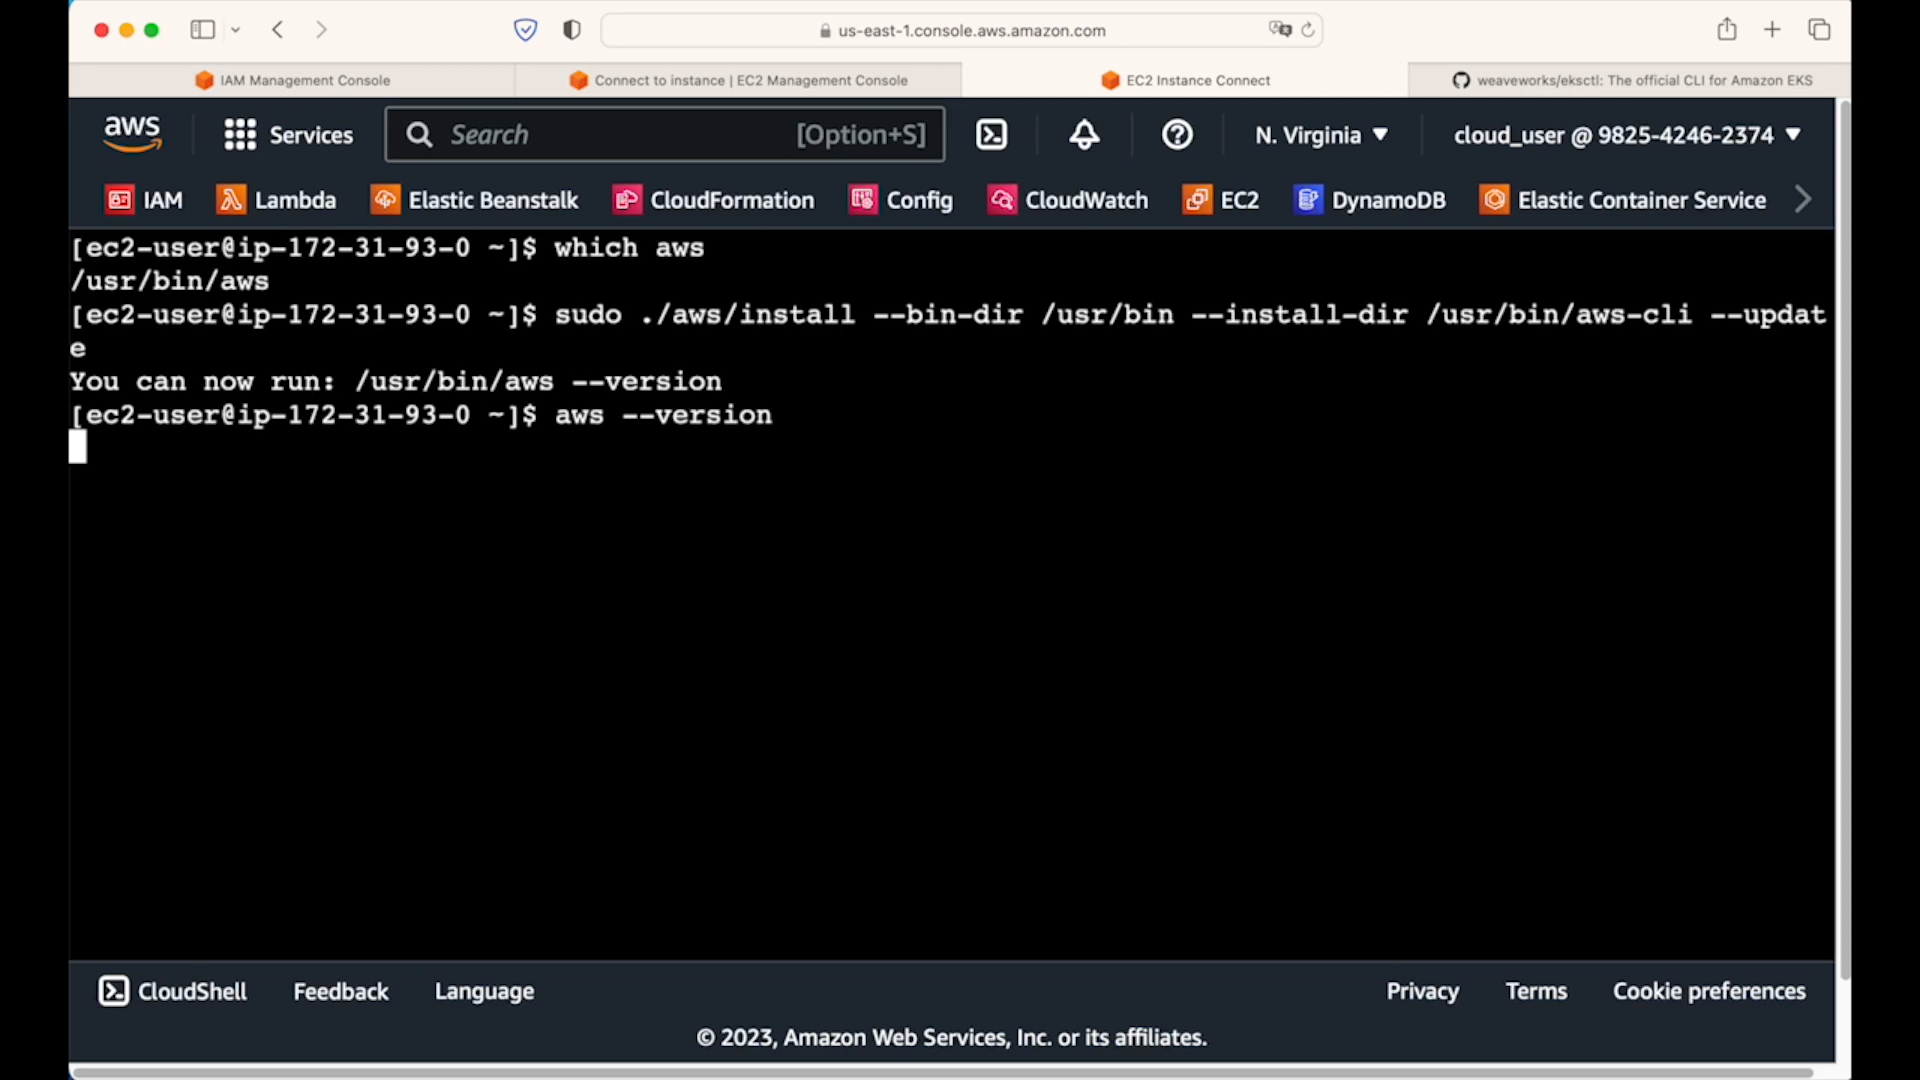 us-east-1.console.aws.amazon.com
IAM Management Console
Connect to instance | EC2 Management Console
EC2 Instance Connect
weaveworks/eksctl: The official CLI for Amazon EKS
aws
Services
Search
[Option+S]
N. Virginia
cloud_user @ 9825-4246-2374
IAM
Lambda
Elastic Beanstalk
CloudFormation
Config
CloudWatch
EC2
DynamoDB
Elastic Container Service
[ec2-user@ip-172-31-93-0 ~]$ which aws
/usr/bin/aws
[ec2-user@ip-172-31-93-0 ~]$ sudo ./aws/install --bin-dir /usr/bin --install-dir /usr/bin/aws-cli --updat
e
You can now run: /usr/bin/aws --version
[ec2-user@ip-172-31-93-0 ~]$ aws --version
CloudShell
Feedback
Language
Privacy
Terms
Cookie preferences
© 2023, Amazon Web Services, Inc. or its affiliates.